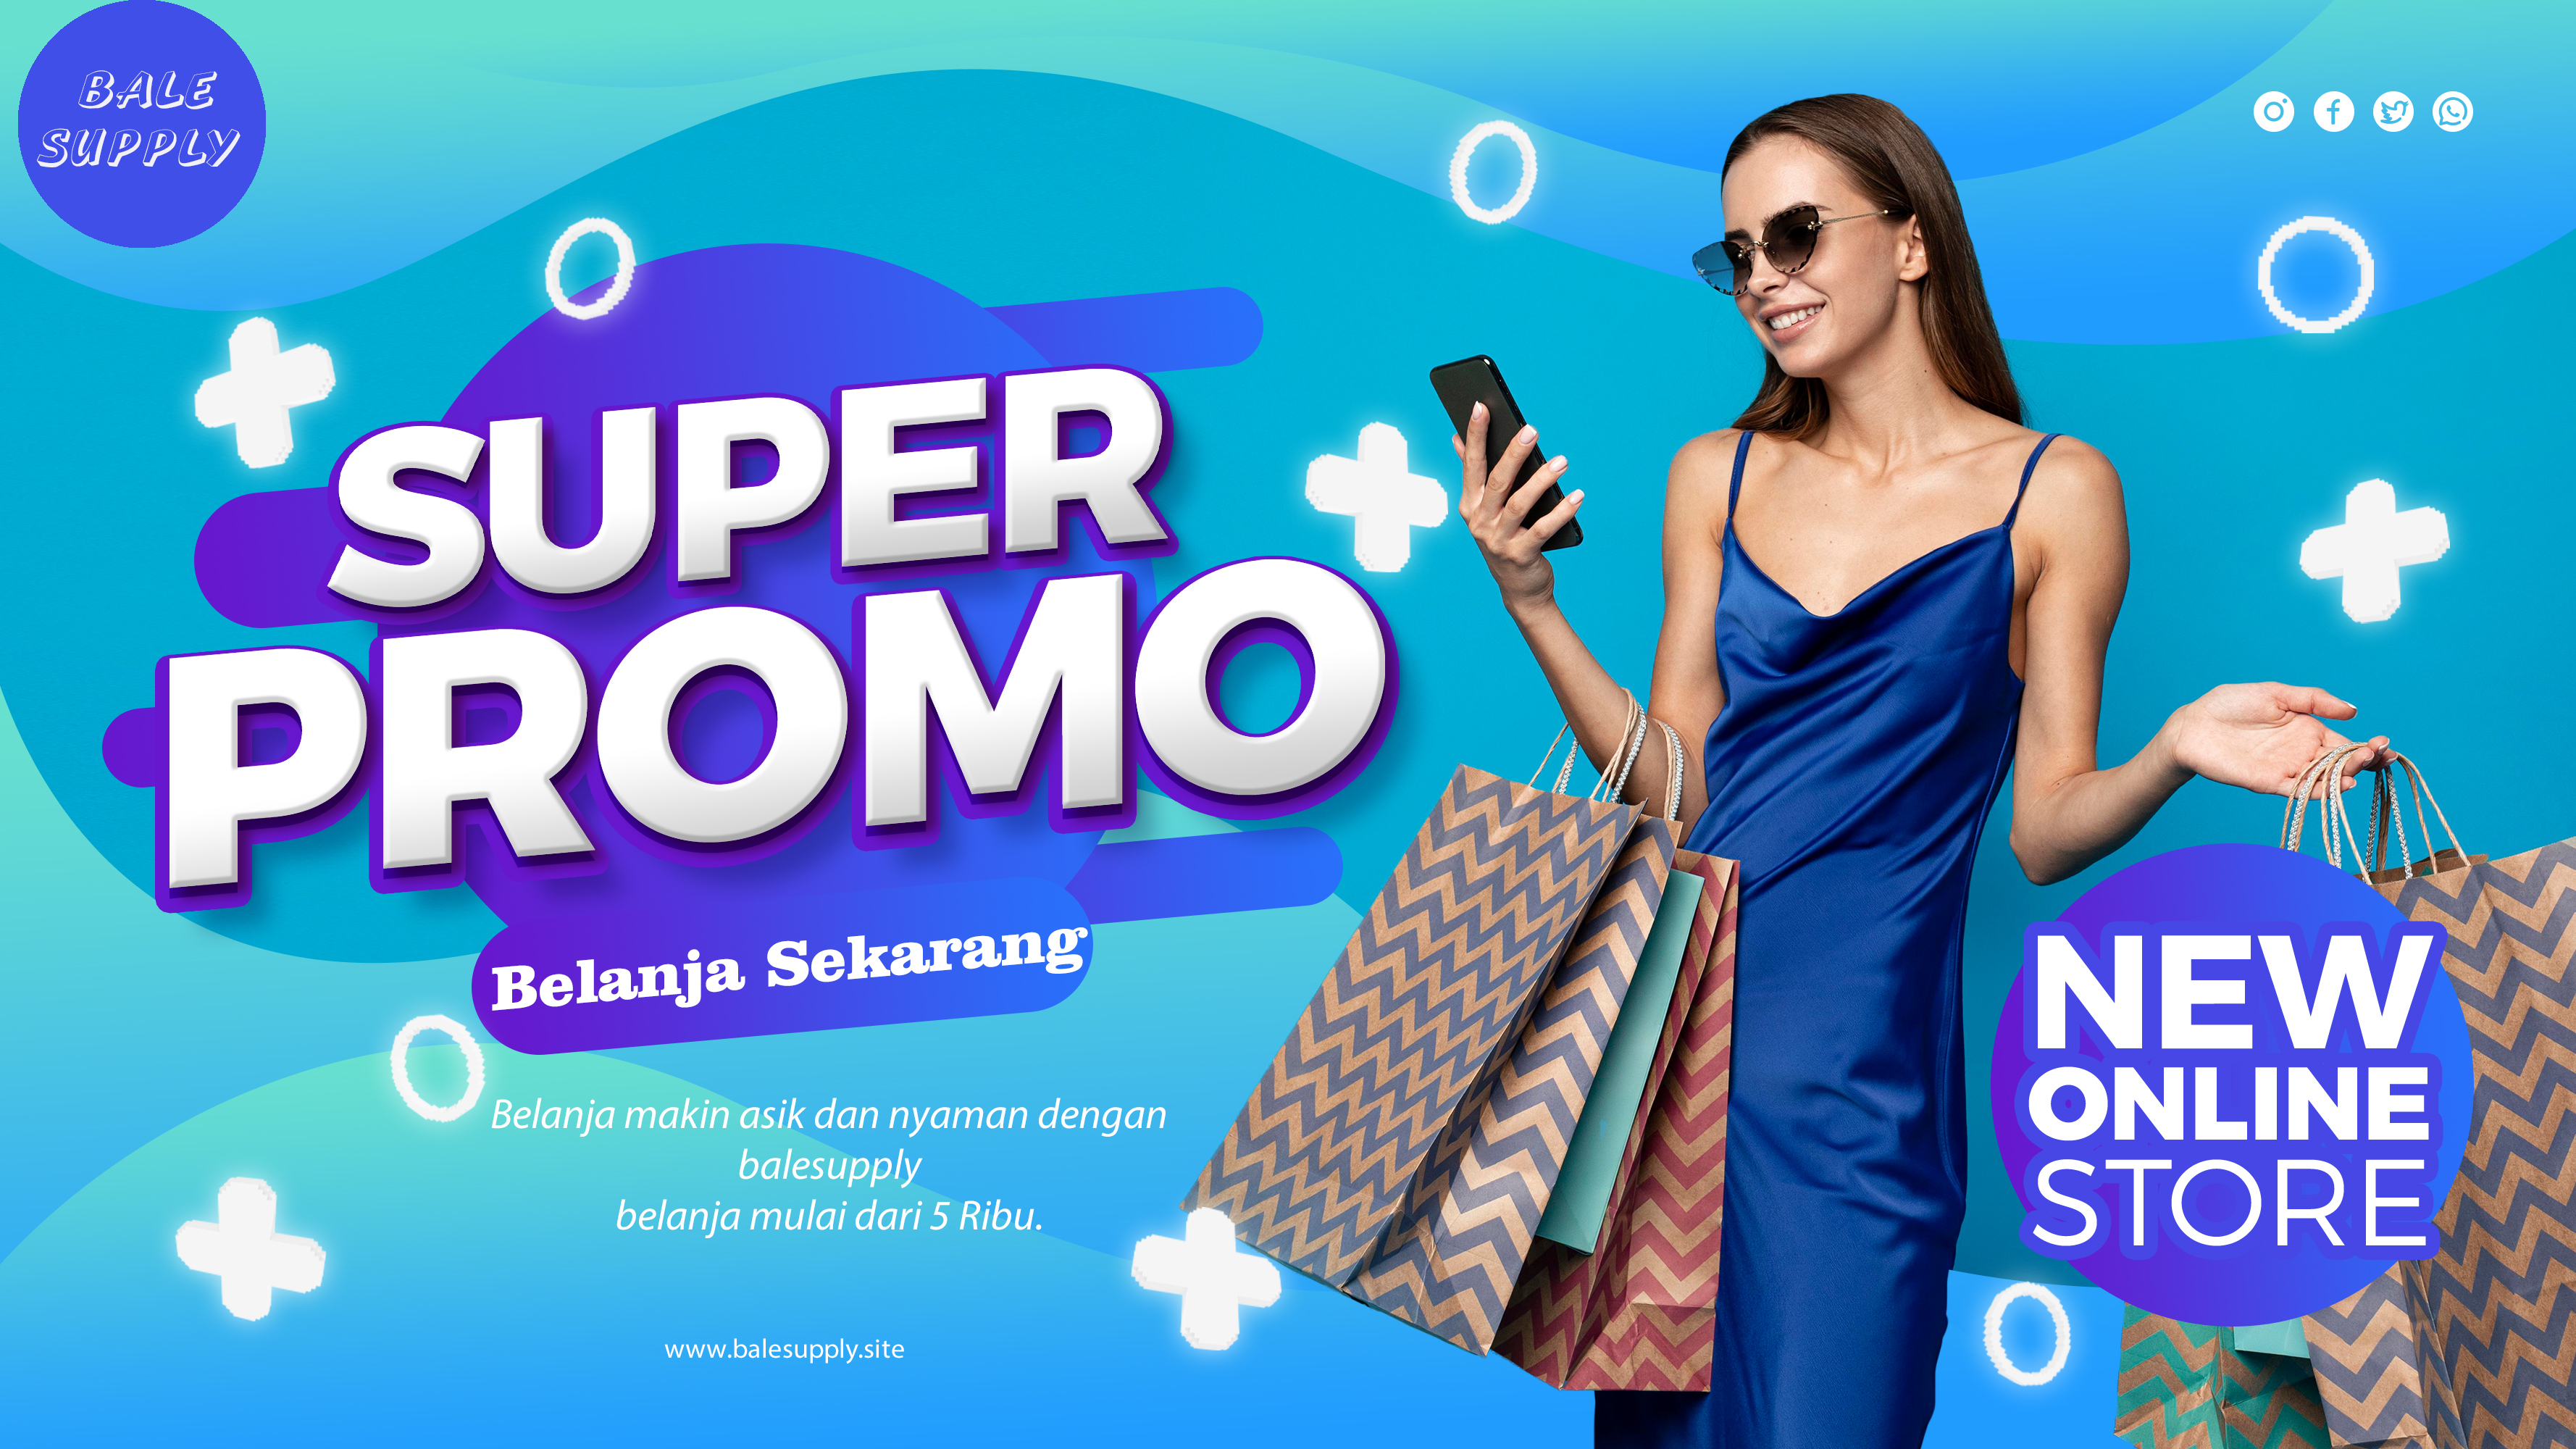 BALE
SUPPLY
SUPER
PROMO
Belanja Sekarang
Belanja makin asik dan nyaman dengan
balesupply
belanja mulai dari 5 Ribu.
www.balesupply.site
NEW
ONLINE
STORE